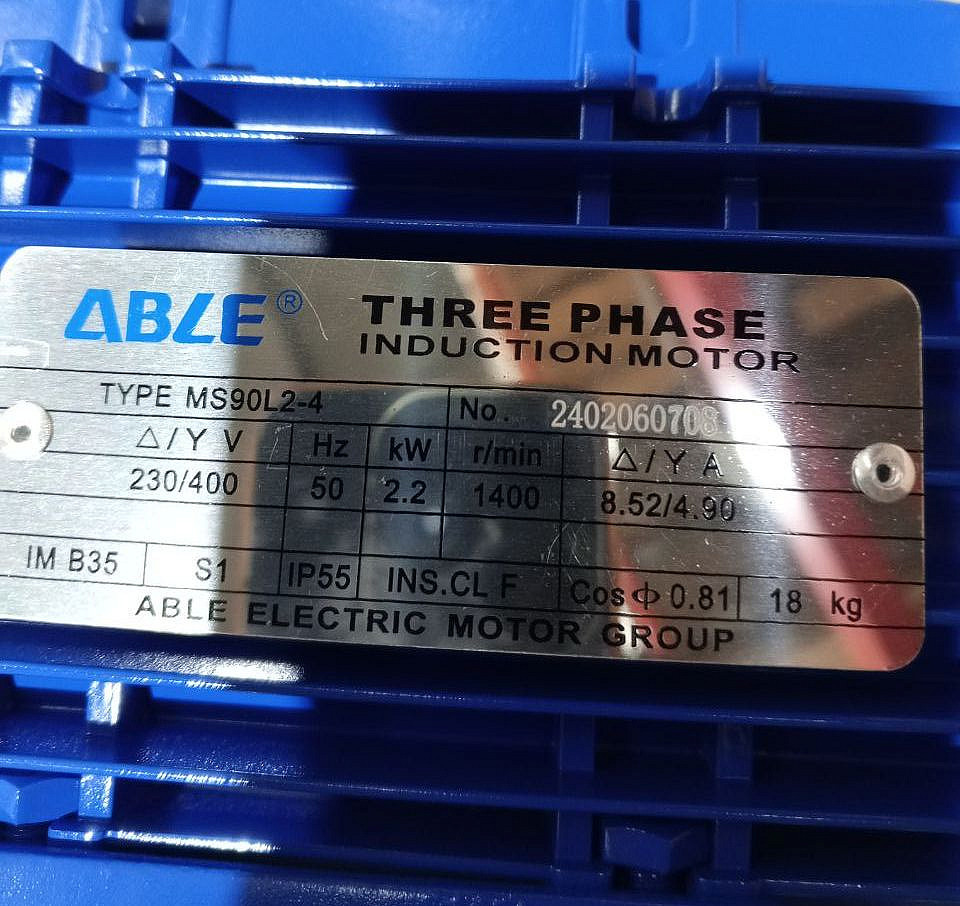 ABLE® THREE PHASE
INDUCTION MOTOR
TYPE MS90L2-4 No. 2402060708
△/Y V Hz kW r/min △/Y A
230/400 50 2.2 1400 8.52/4.90
IM B35 S1 IP55 INS.CL F Cos Φ 0.81 18 kg
ABLE ELECTRIC MOTOR GROUP